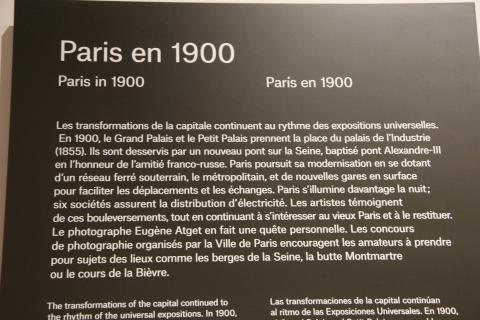 Paris en 1900
Paris in 1900
Paris en 1900
Les transformations de la capitale continuent au rythme des expositions universelles.
En 1900, le Grand Palais et le Petit Palais prennent la place du palais de l'Industrie
(1855). Ils sont desservis par un nouveau pont sur la Seine, baptisé pont Alexandre-III
en l'honneur de l'amitié franco-russe. Paris poursuit sa modernisation en se dotant
d'un réseau ferré souterrain, le métropolitain, et de nouvelles gares en surface
pour faciliter les déplacements et les échanges. Paris s'illumine davantage la nuit ;
six sociétés assurent la distribution d'électricité. Les artistes témoignent
de ces bouleversements, tout en continuant à s'intéresser au vieux Paris et à le restituer.
Le photographe Eugène Atget en fait une quête personnelle. Les concours
de photographie organisés par la Ville de Paris encouragent les amateurs à prendre
pour sujets des lieux comme les berges de la Seine, la butte Montmartre
ou le cours de la Bièvre.
The transformations of the capital continued to
the rhythm of the universal expositions. In 1900,
Las transformaciones de la capital continúan
al ritmo de las Exposiciones Universales. En 1900,